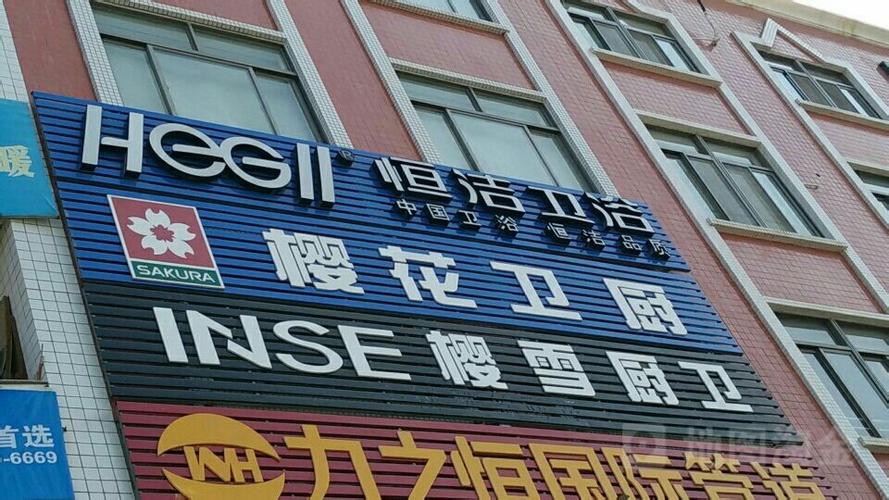 HEGII® 恒洁卫浴
中国卫浴 恒洁品质
SAKURA
樱花卫厨
INSE 樱雪厨卫
WH 力之恒国际管道
暖
首选
-6669